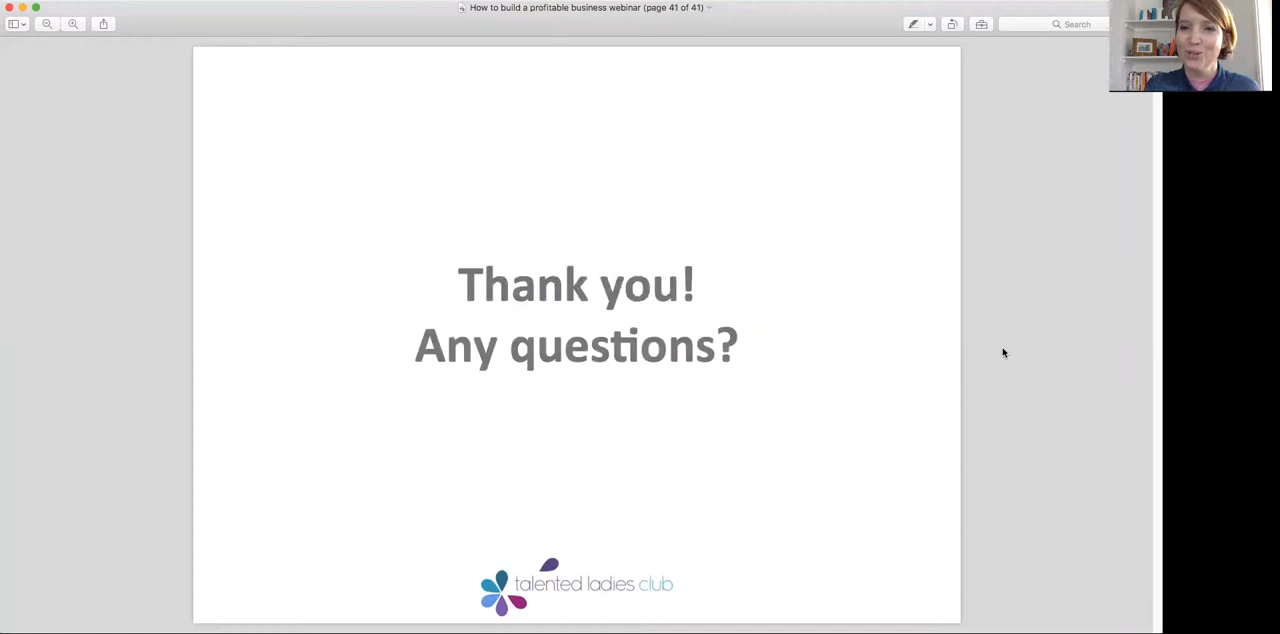 How to build a profitable business webinar (page 41 of 41)
Search
Thank you!
Any questions?
talented ladies club